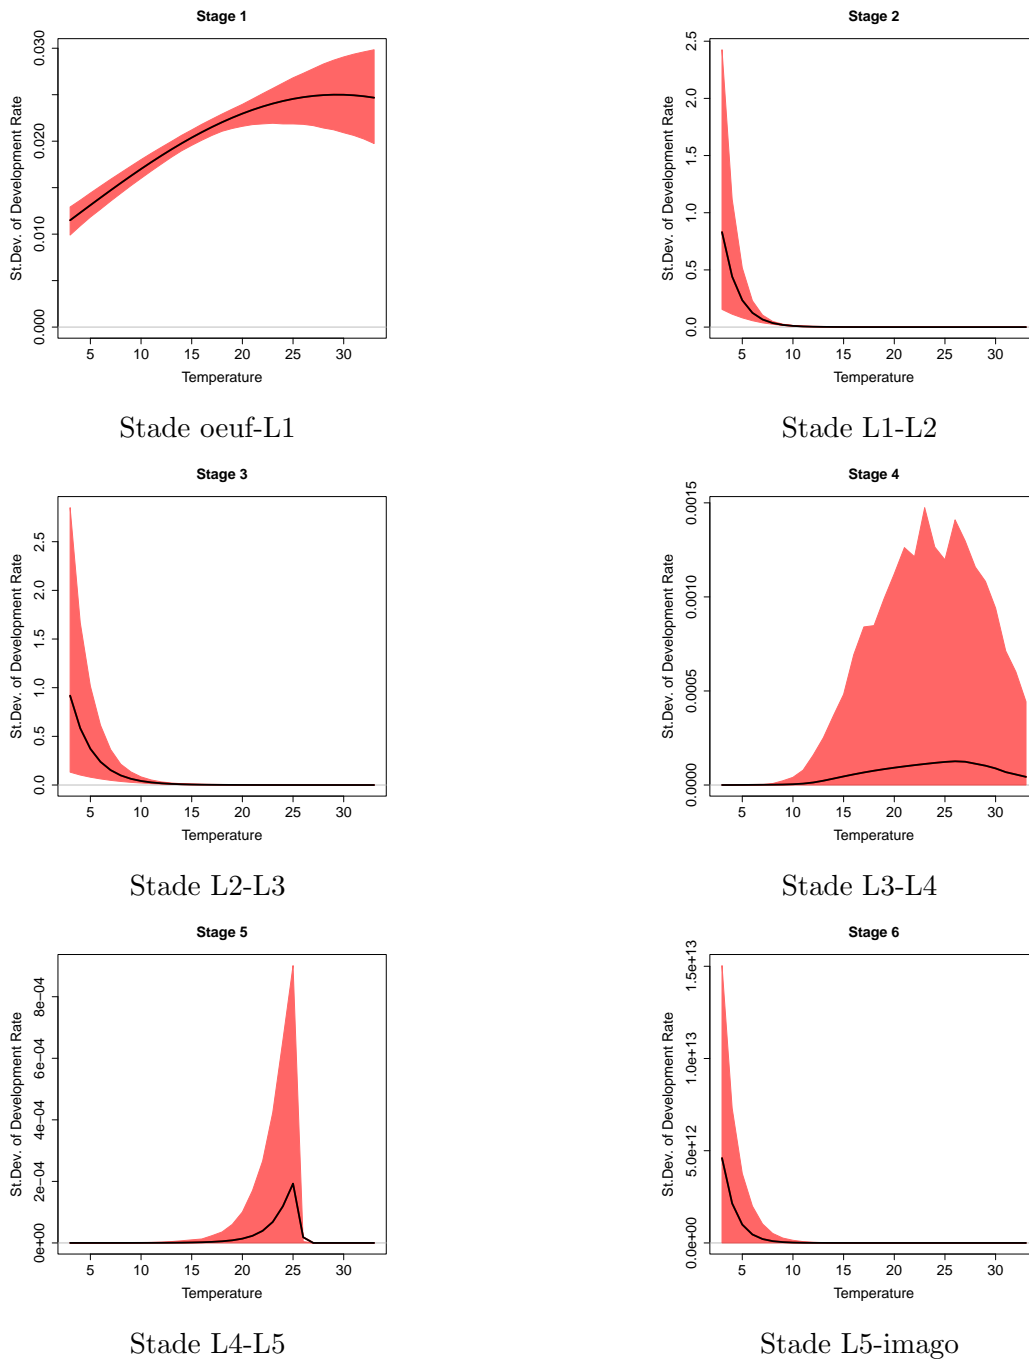 Stage 1
St.Dev. of Development Rate
0.000 0.010 0.020 0.030
5 10 15 20 25 30
Temperature
Stade oeuf-L1
Stage 2
St.Dev. of Development Rate
0.0 0.5 1.0 1.5 2.0 2.5
5 10 15 20 25 30
Temperature
Stade L1-L2
Stage 3
St.Dev. of Development Rate
0.0 0.5 1.0 1.5 2.0 2.5
5 10 15 20 25 30
Temperature
Stade L2-L3
Stage 4
St.Dev. of Development Rate
0.0000 0.0005 0.0010 0.0015
5 10 15 20 25 30
Temperature
Stade L3-L4
Stage 5
St.Dev. of Development Rate
0e+00 2e−04 4e−04 6e−04 8e−04
5 10 15 20 25 30
Temperature
Stade L4-L5
Stage 6
St.Dev. of Development Rate
0.0e+00 5.0e+12 1.0e+13 1.5e+13
5 10 15 20 25 30
Temperature
Stade L5-imago